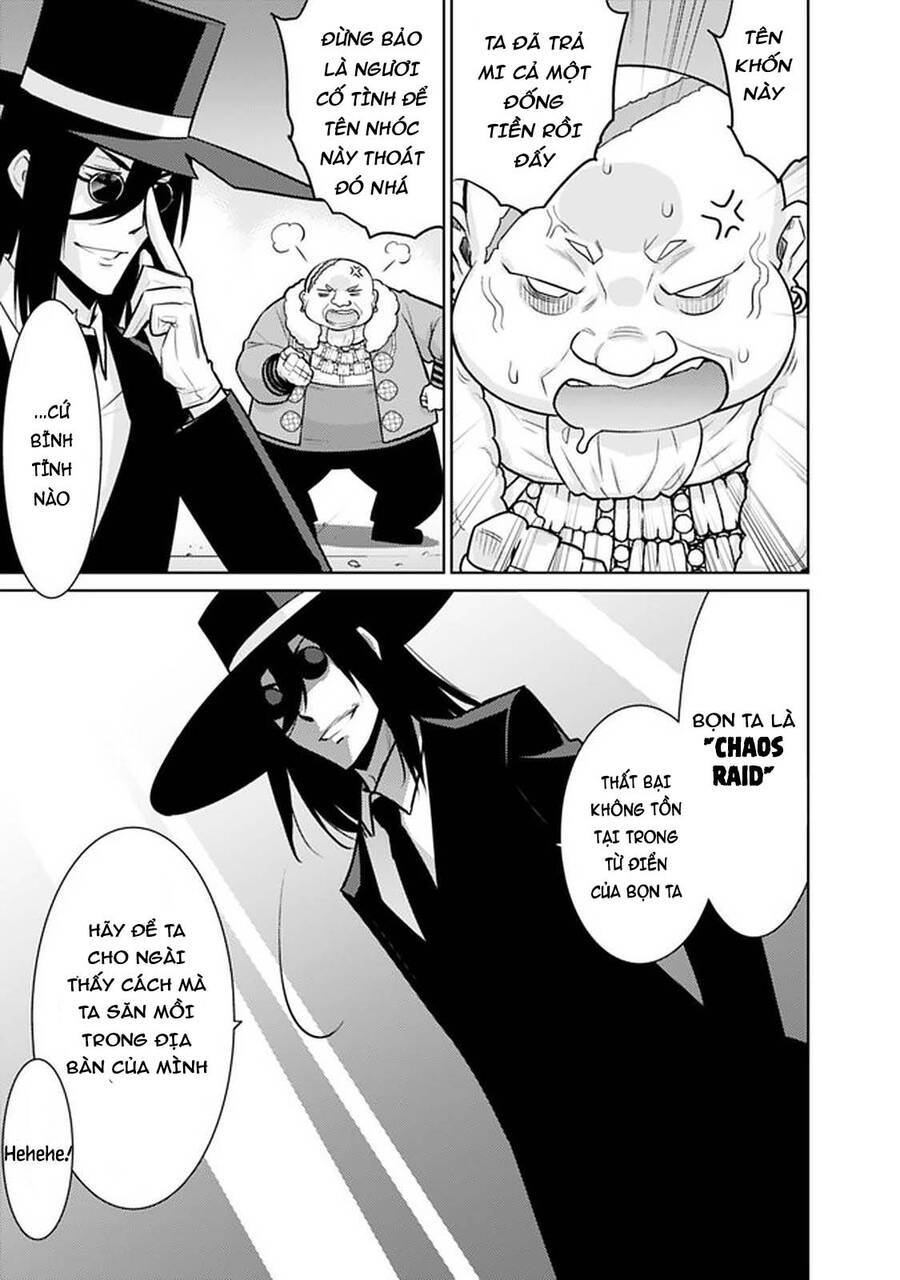 TÊN
KHỐN
NÀY
TA ĐÃ TRẢ
MI CẢ MỘT
ĐỐNG
TIỀN RỒI
ĐẤY
ĐỪNG BẢO
LÀ NGƯƠI
CỐ TÌNH ĐỂ
TÊN NHÓC
NÀY THOÁT
ĐÓ NHÁ
...CỨ
BÌNH
TĨNH
NÀO
BỌN TA LÀ
"CHAOS
RAID"
THẤT BẠI
KHÔNG TỒN
TẠI TRONG
TỪ ĐIỂN
CỦA BỌN TA
HÃY ĐỂ TA
CHO NGÀI
THẤY CÁCH MÀ
TA SĂN MỒI
TRONG ĐỊA
BÀN CỦA MÌNH
Hehehe!